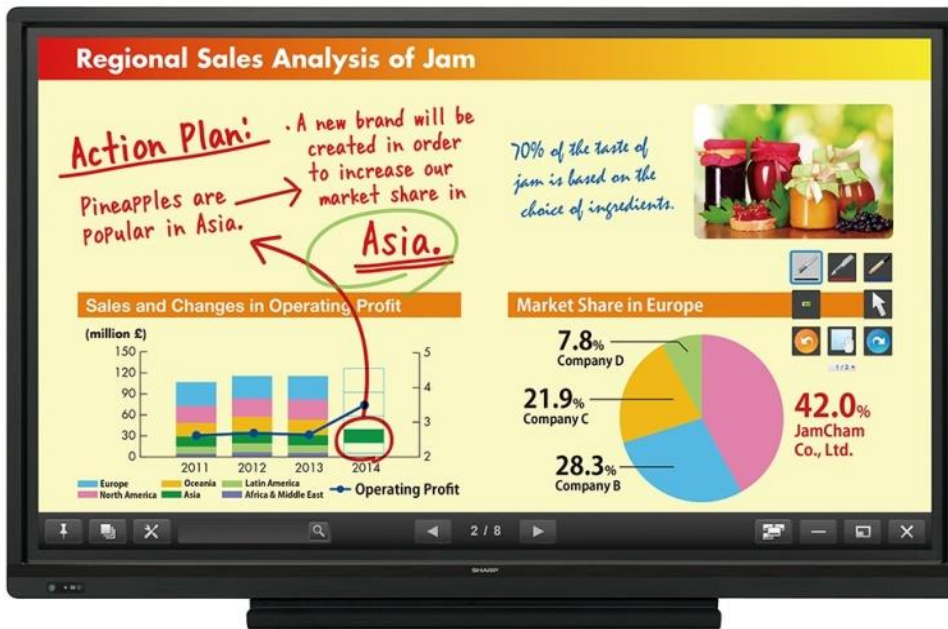 Regional Sales Analysis of Jam
Action Plan:
Pineapples are
popular in Asia.
· A new brand will be
created in order
to increase our
market share in
Asia.
70% of the taste of
jam is based on the
choice of ingredients.
Sales and Changes in Operating Profit
(million £)
150
120
90
60
30
0
5
4
3
2
2011 2012 2013 2014
Europe Oceania Latin America
North America Asia Africa & Middle East Operating Profit
Market Share in Europe
7.8%
Company D
21.9%
Company C
28.3%
Company B
42.0%
JamCham
Co., Ltd.
1/2
2 / 8
SHARP